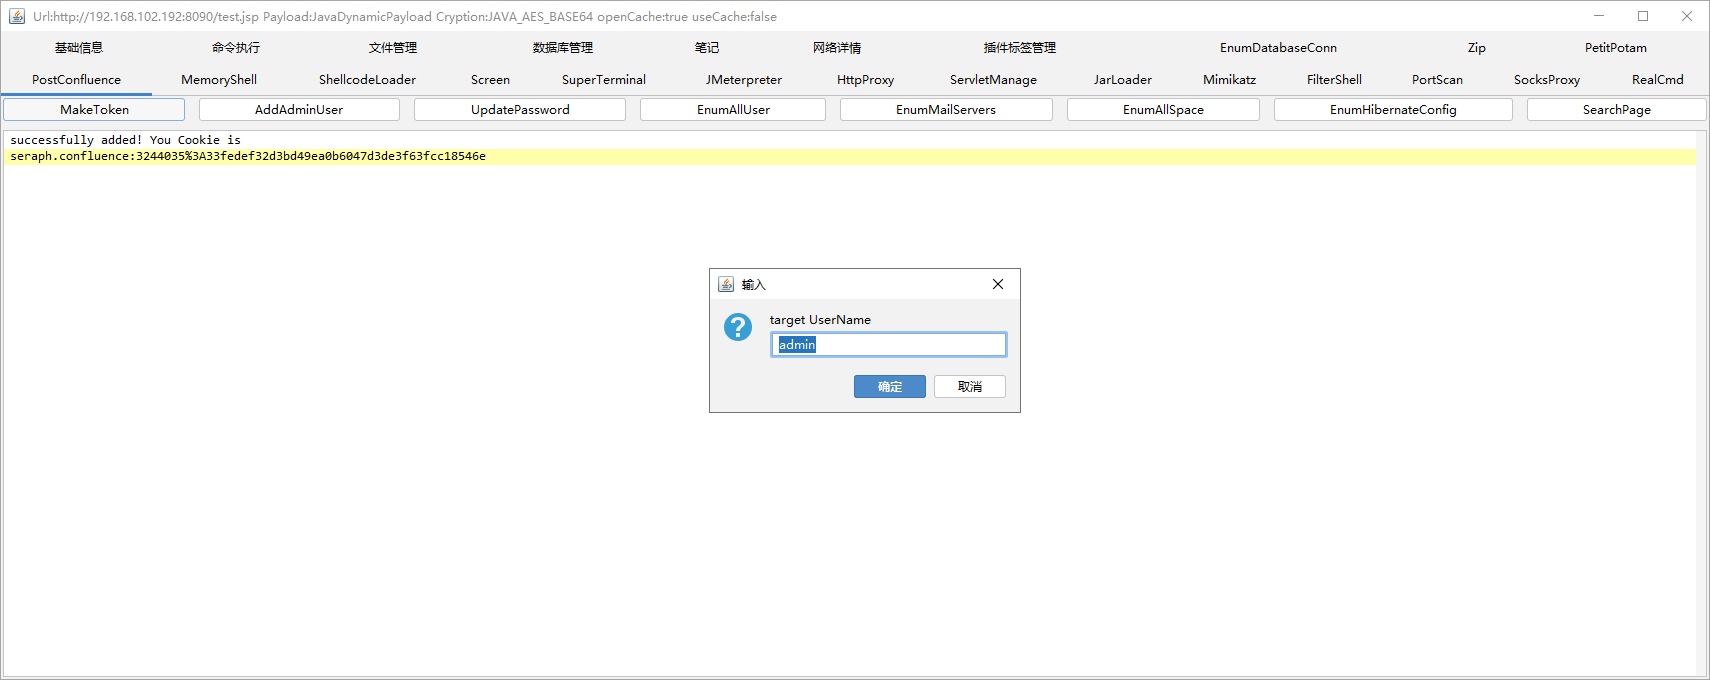 Url:http://192.168.102.192:8090/test.jsp Payload:JavaDynamicPayload Cryption:JAVA_AES_BASE64 openCache:true useCache:false
基础信息 命令执行 文件管理 数据库管理 笔记 网络详情 插件标签管理 EnumDatabaseConn Zip PetitPotam
PostConfluence MemoryShell ShellcodeLoader Screen SuperTerminal JMeterpreter HttpProxy ServletManage JarLoader Mimikatz FilterShell PortScan SocksProxy RealCmd
MakeToken AddAdminUser UpdatePassword EnumAllUser EnumMailServers EnumAllSpace EnumHibernateConfig SearchPage
successfully added! You Cookie is
seraph.confluence:3244035%3A33fedef32d3bd49ea0b6047d3de3f63fcc18546e
输入
target UserName
admin
确定 取消